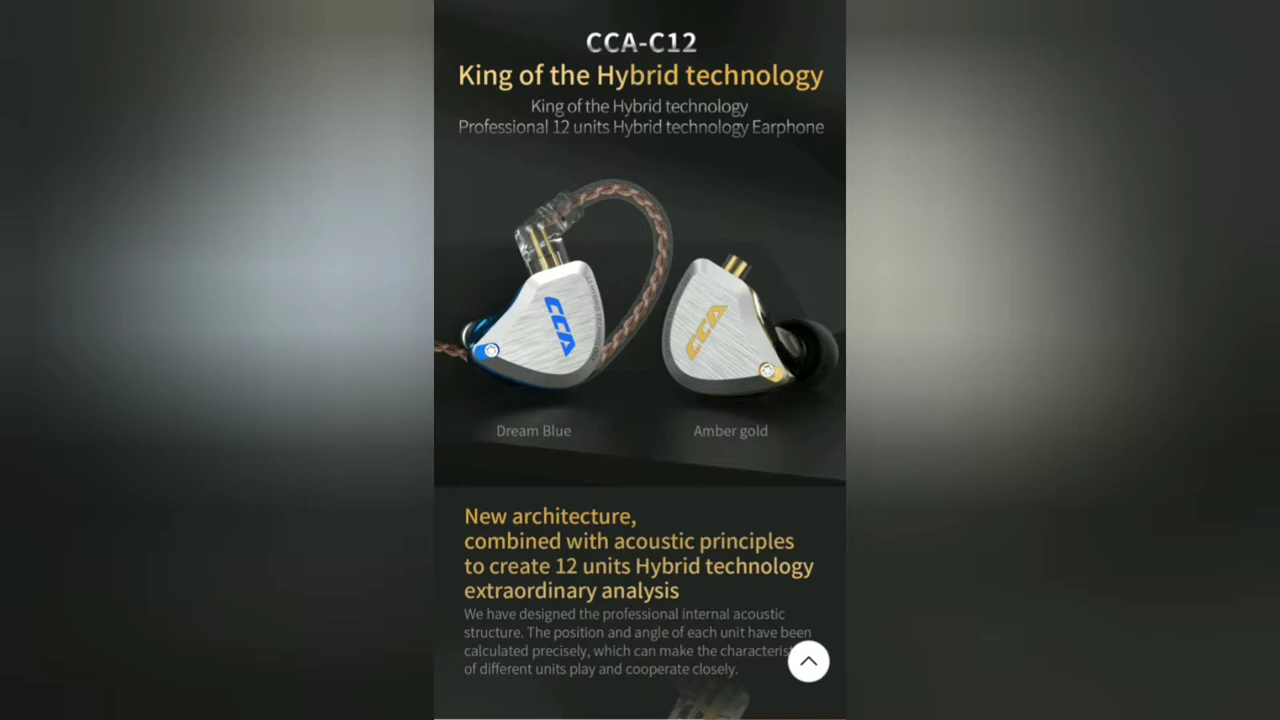 CCA-C12
King of the Hybrid technology
King of the Hybrid technology
Professional 12 units Hybrid technology Earphone
CCA
CCA
Dream Blue
Amber gold
New architecture,
combined with acoustic principles
to create 12 units Hybrid technology
extraordinary analysis
We have designed the professional internal acoustic
structure. The position and angle of each unit have been
calculated precisely, which can make the
of different units play and cooperate closely.